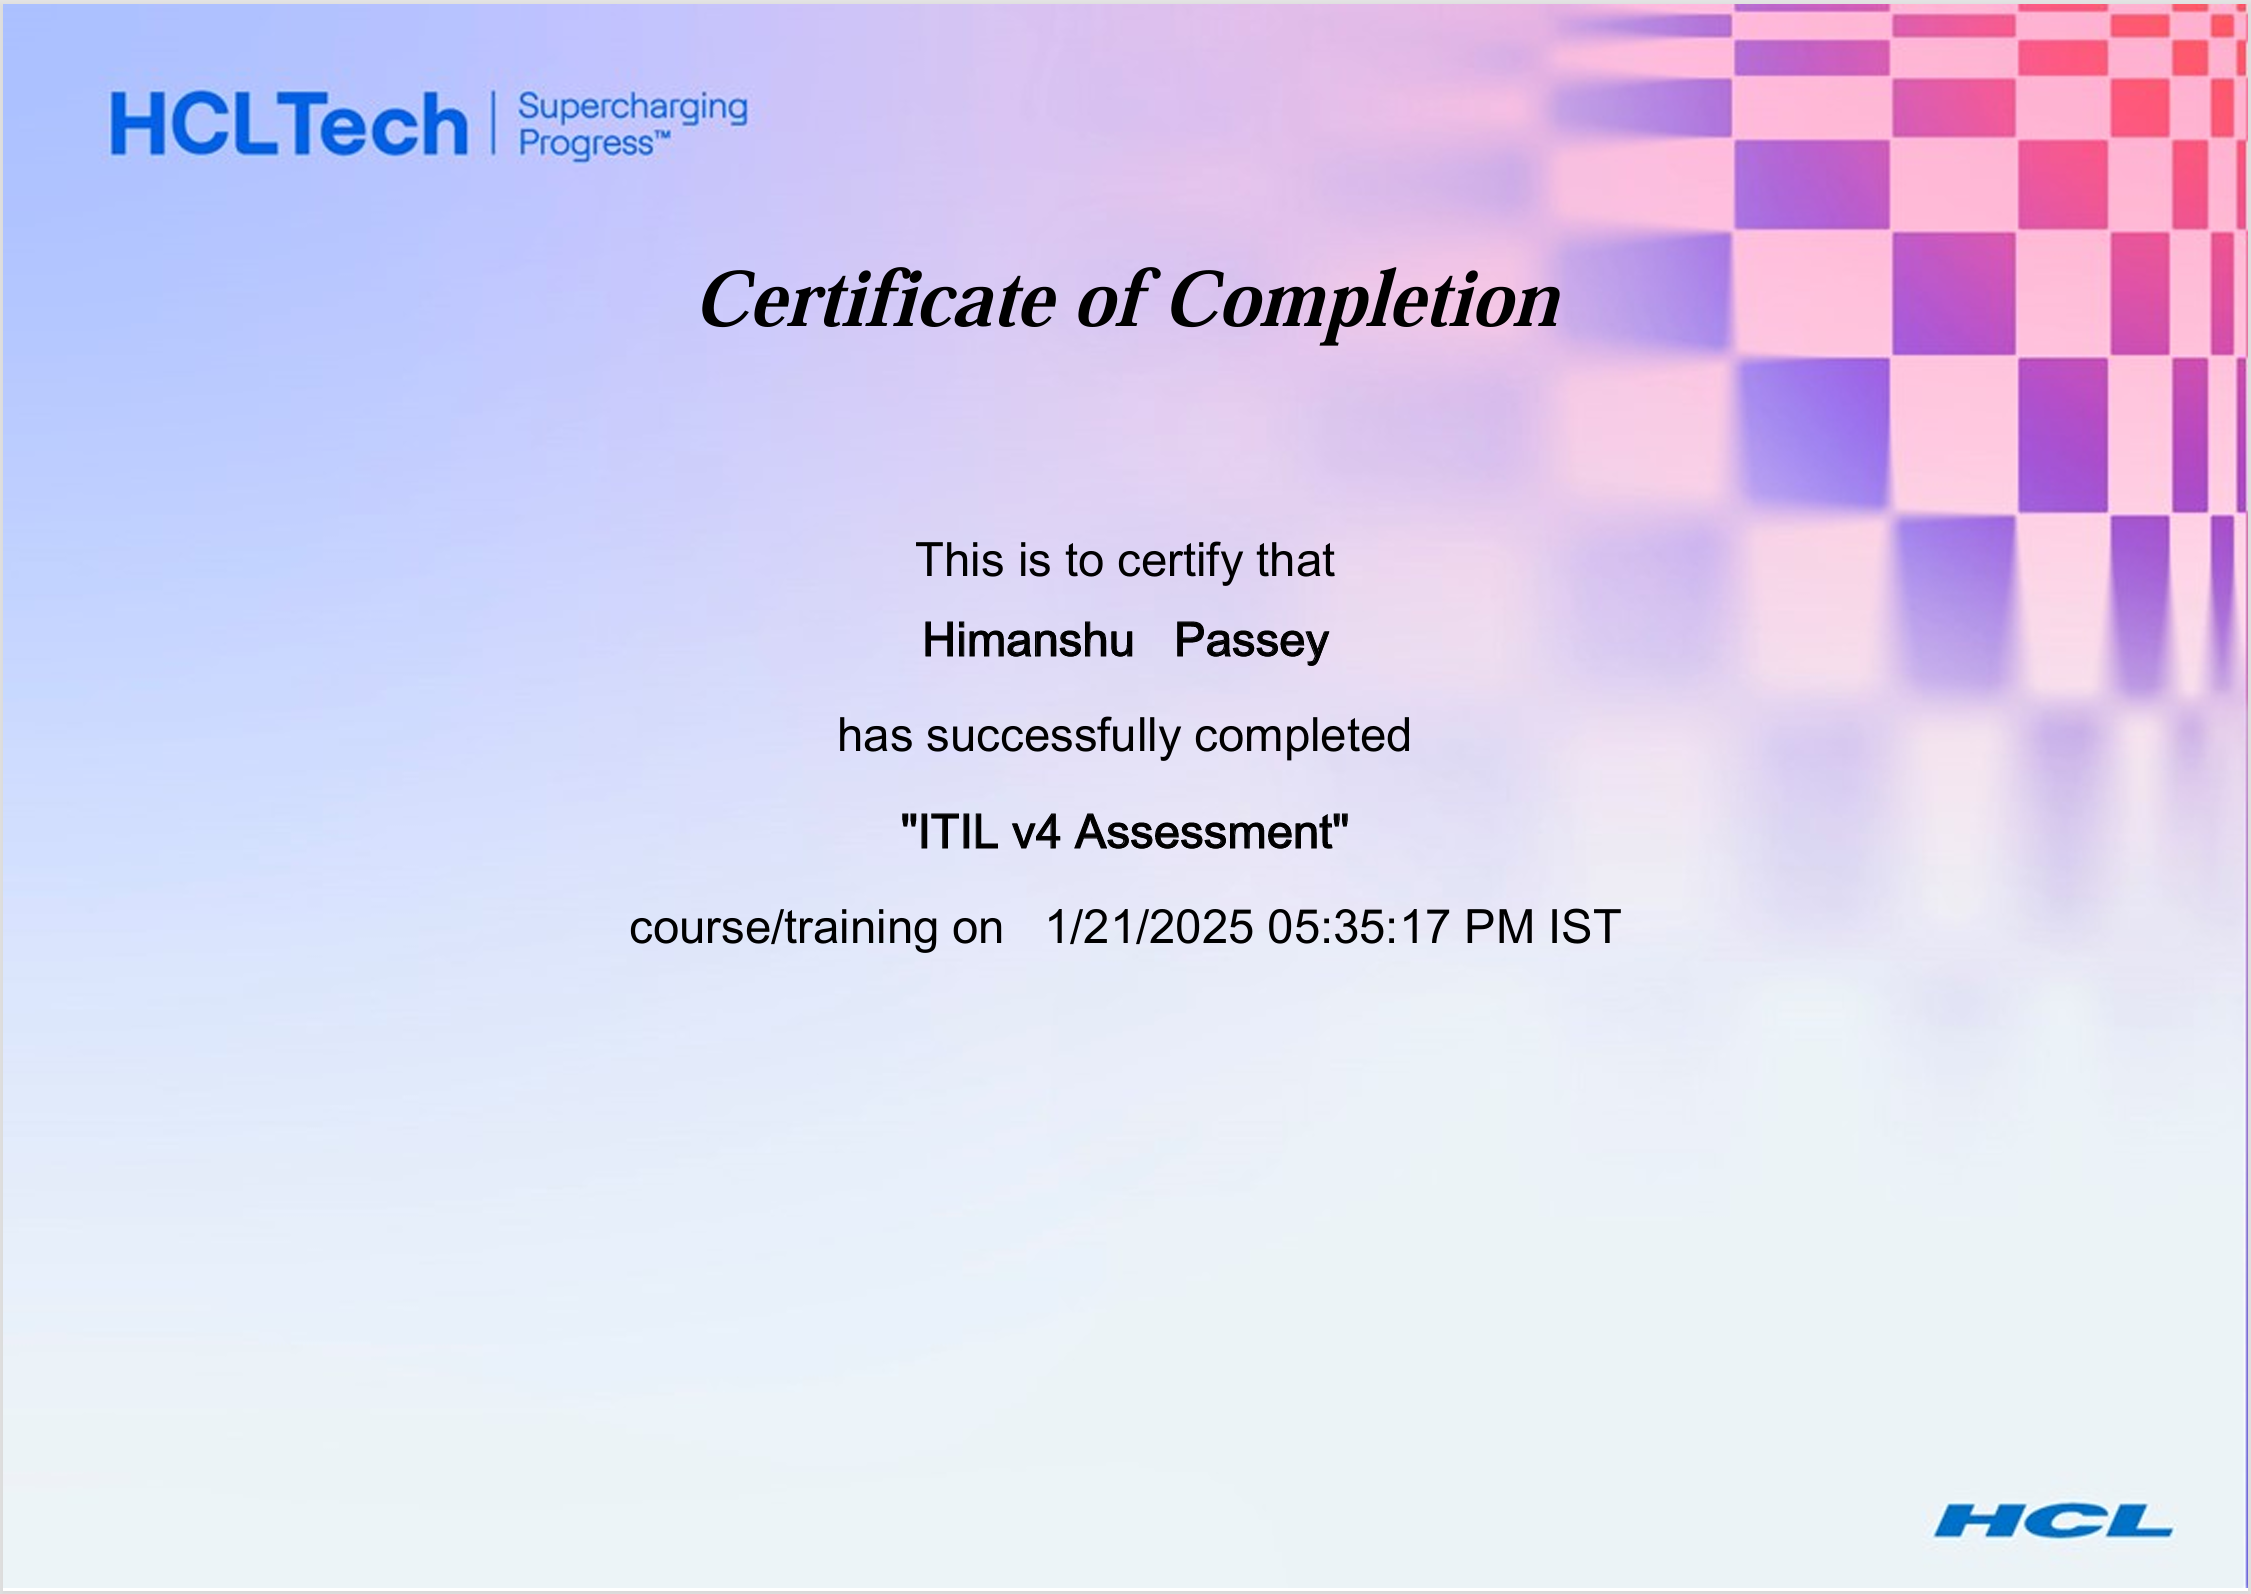 HCLTech | Supercharging
Progress™
Certificate of Completion
This is to certify that
Himanshu Passey
has successfully completed
"ITIL v4 Assessment"
course/training on 1/21/2025 05:35:17 PM IST
HCL